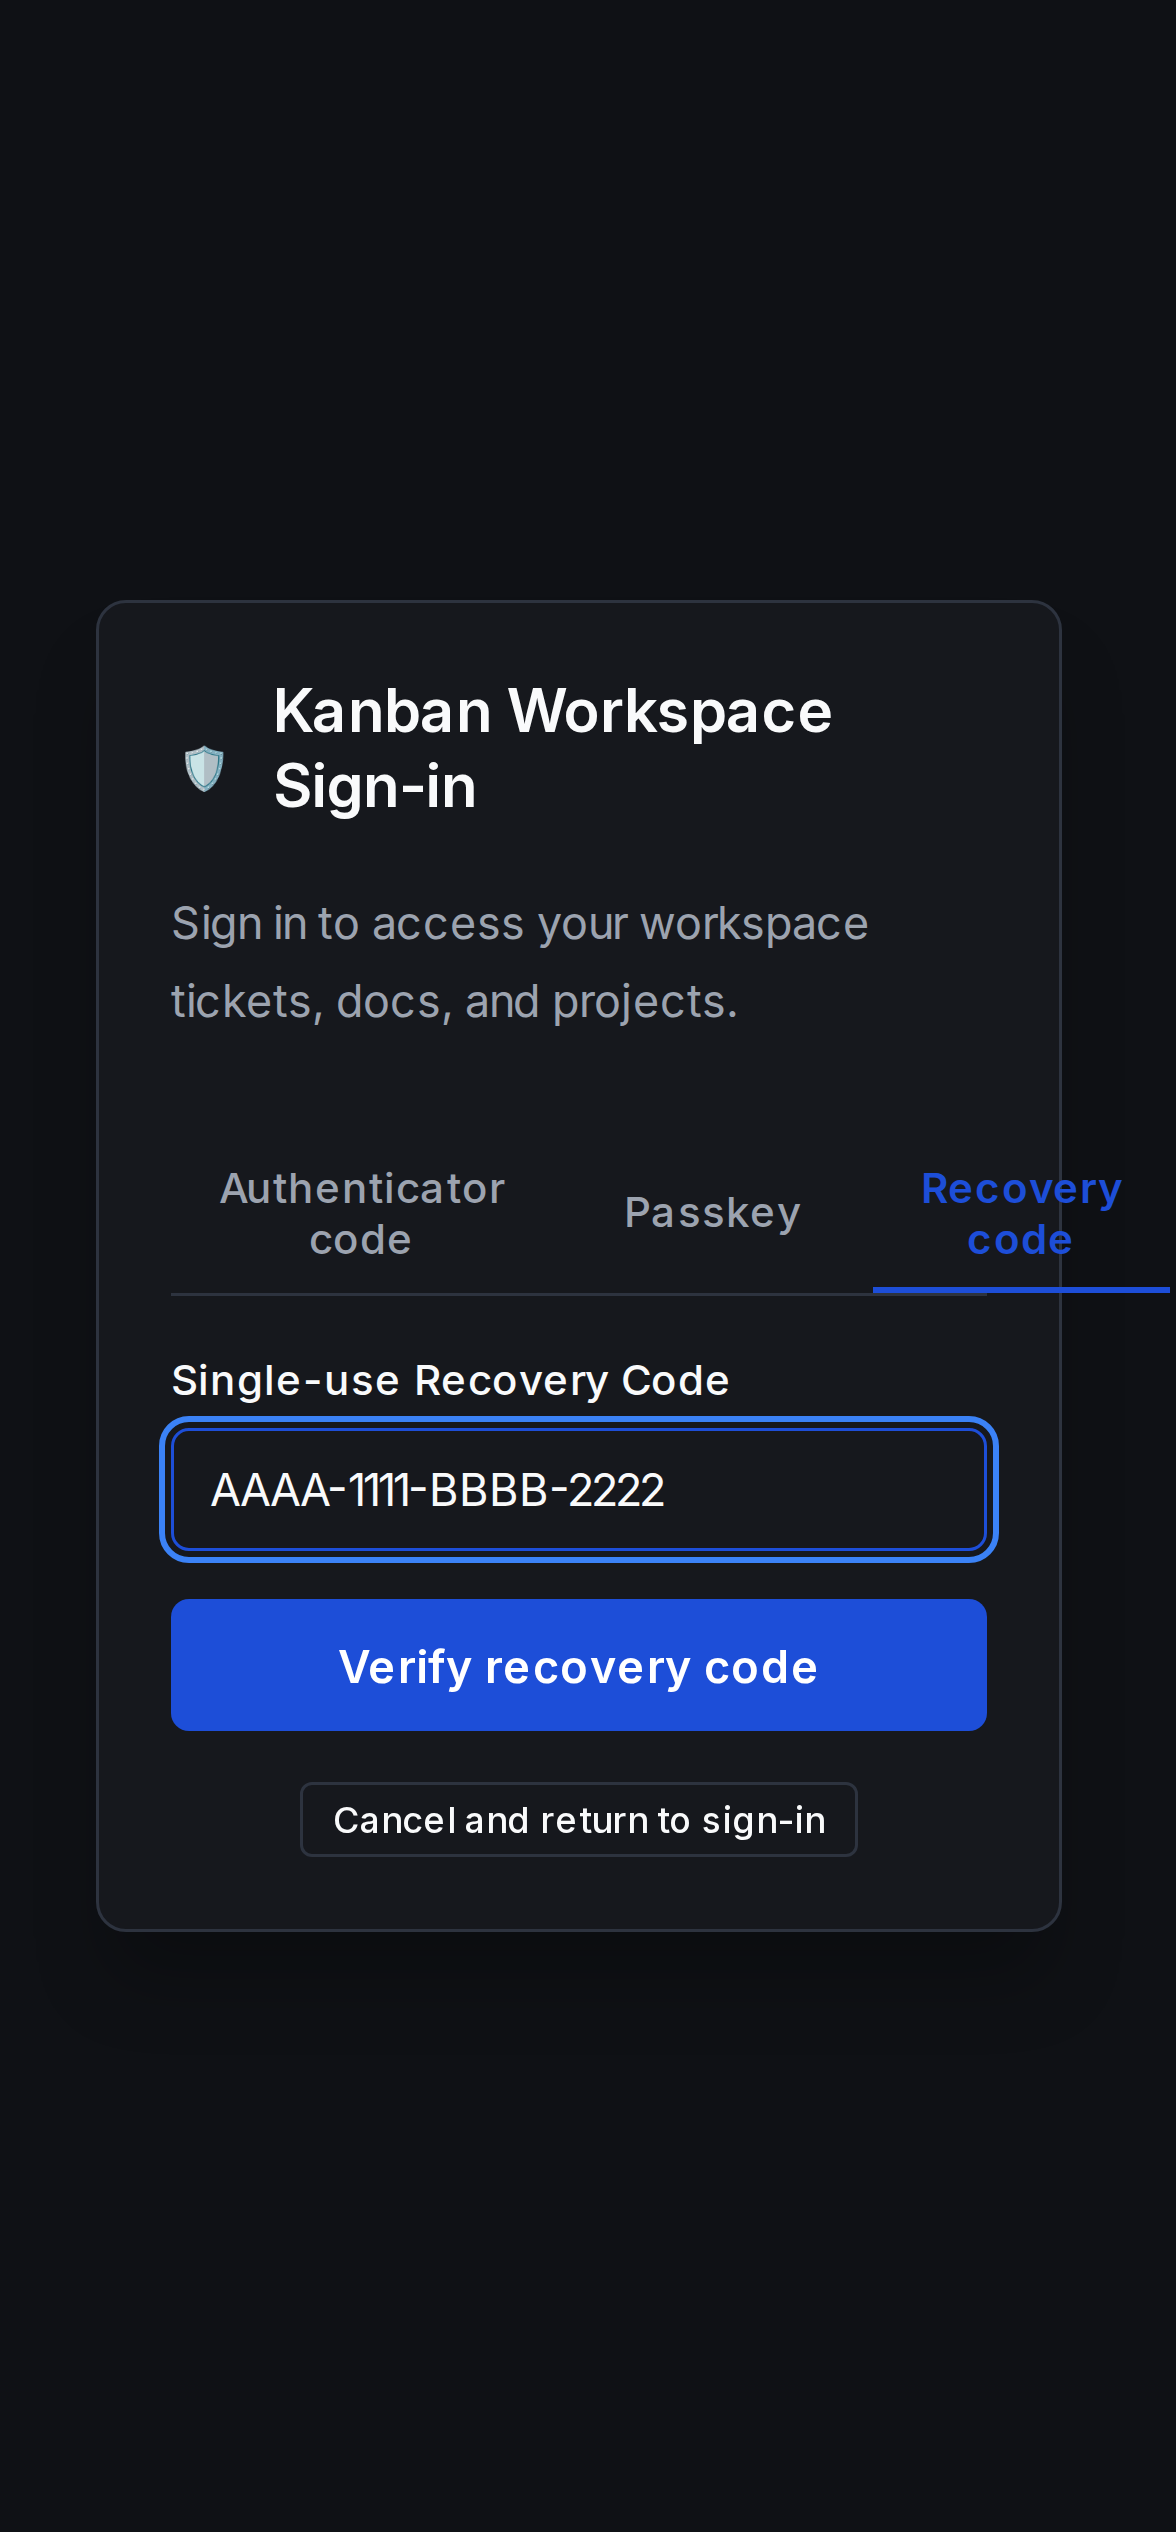 Kanban Workspace
Sign-in
Sign in to access your workspace
tickets, docs, and projects.
Authenticator
code
Passkey
Recovery
code
Single-use Recovery Code
AAAA-1111-BBBB-2222
Verify recovery code
Cancel and return to sign-in